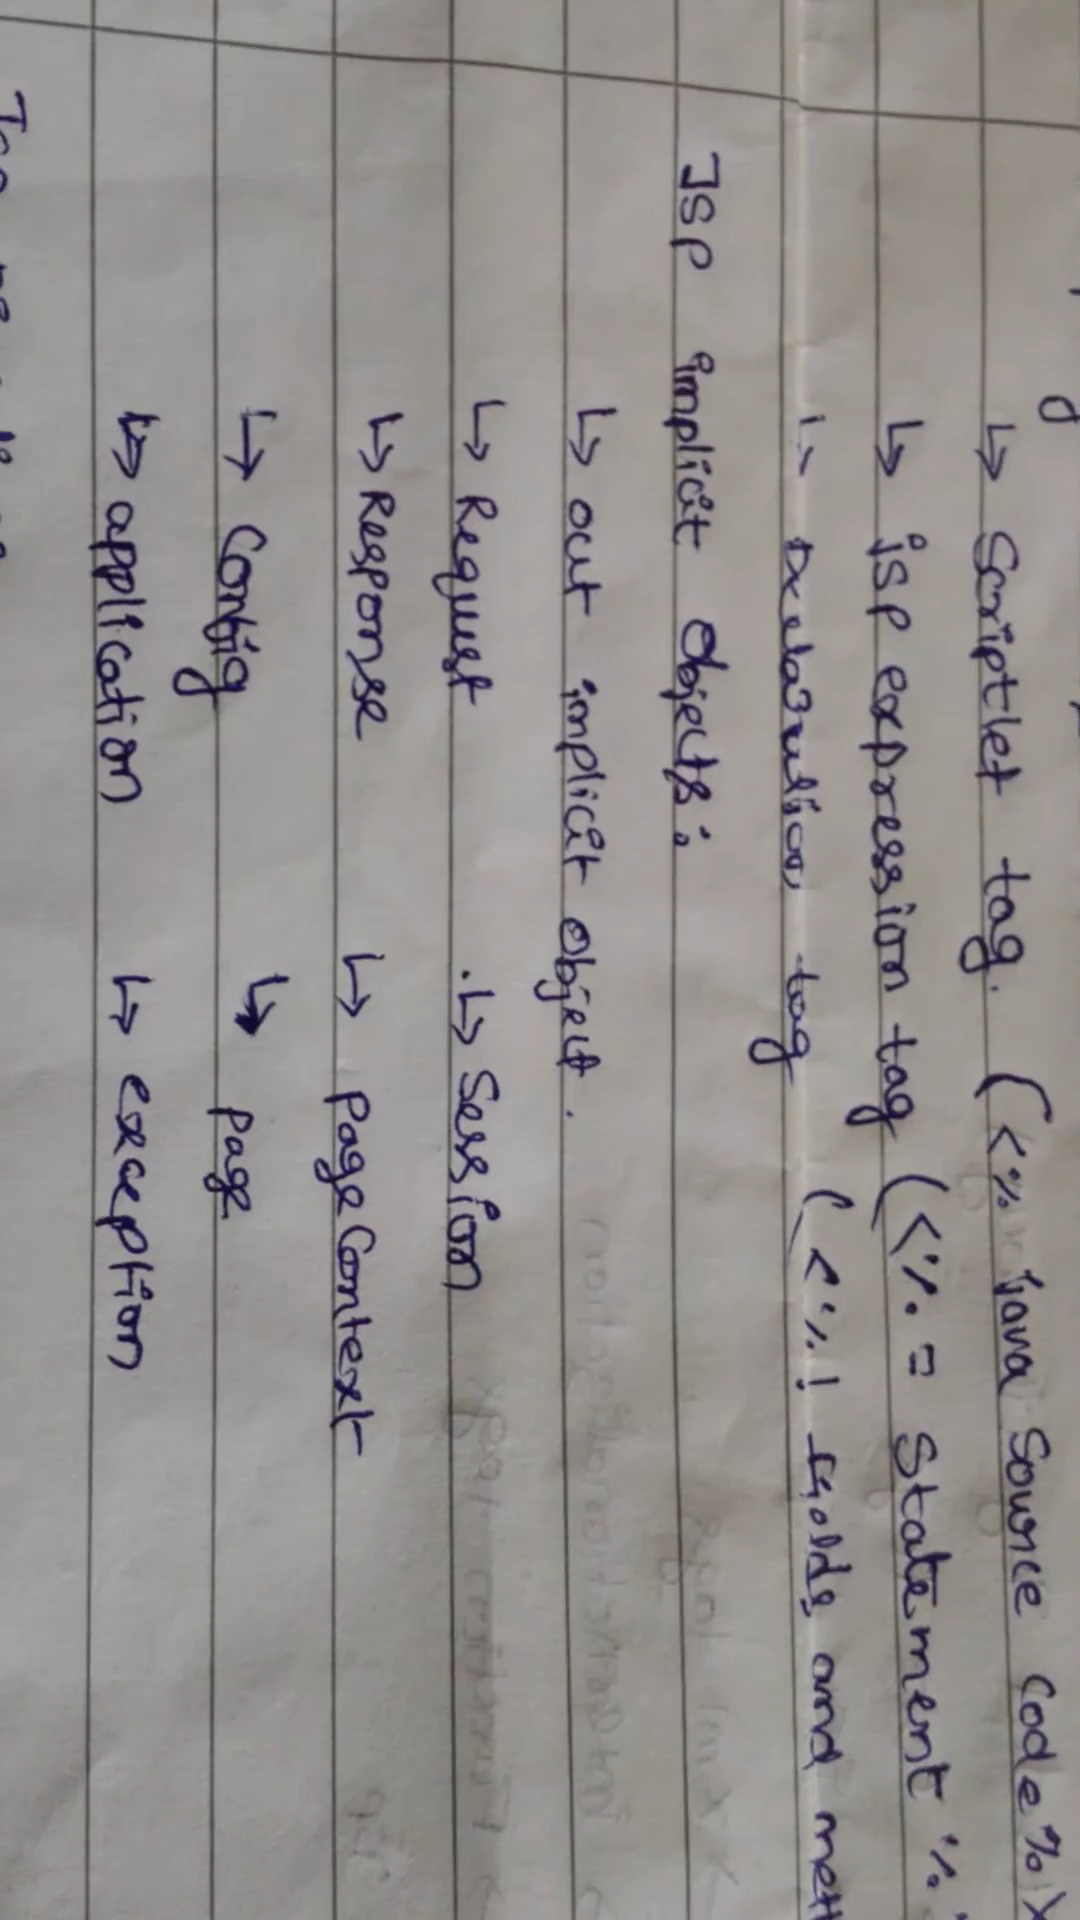 ↳ Scriptlet tag. (<% java Source code %>
↳ jsp expression tag (<% = statement %
↳ Declaration tag (<%! fields and meth
JSP implicit Objects:
↳ out implicit object.
↳ Request ↳ Session
↳ Response ↳ pageContext
↳ Config ↳ page
↳ application ↳ exception